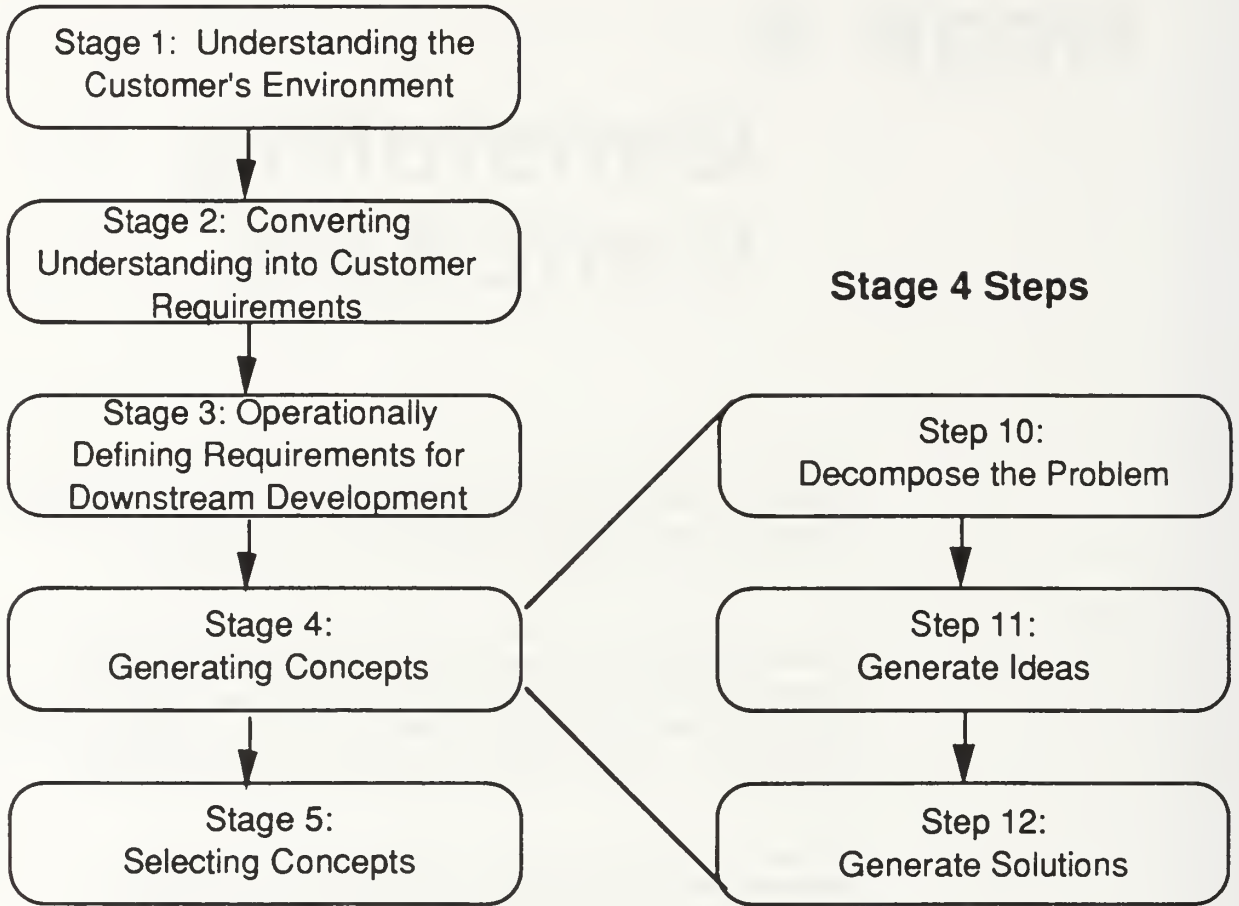 Stage 1: Understanding the
Customer's Environment
Stage 2: Converting
Understanding into Customer
Requirements
Stage 3: Operationally
Defining Requirements for
Downstream Development
Stage 4:
Generating Concepts
Stage 5:
Selecting Concepts
Stage 4 Steps
Step 10:
Decompose the Problem
Step 11:
Generate Ideas
Step 12:
Generate Solutions